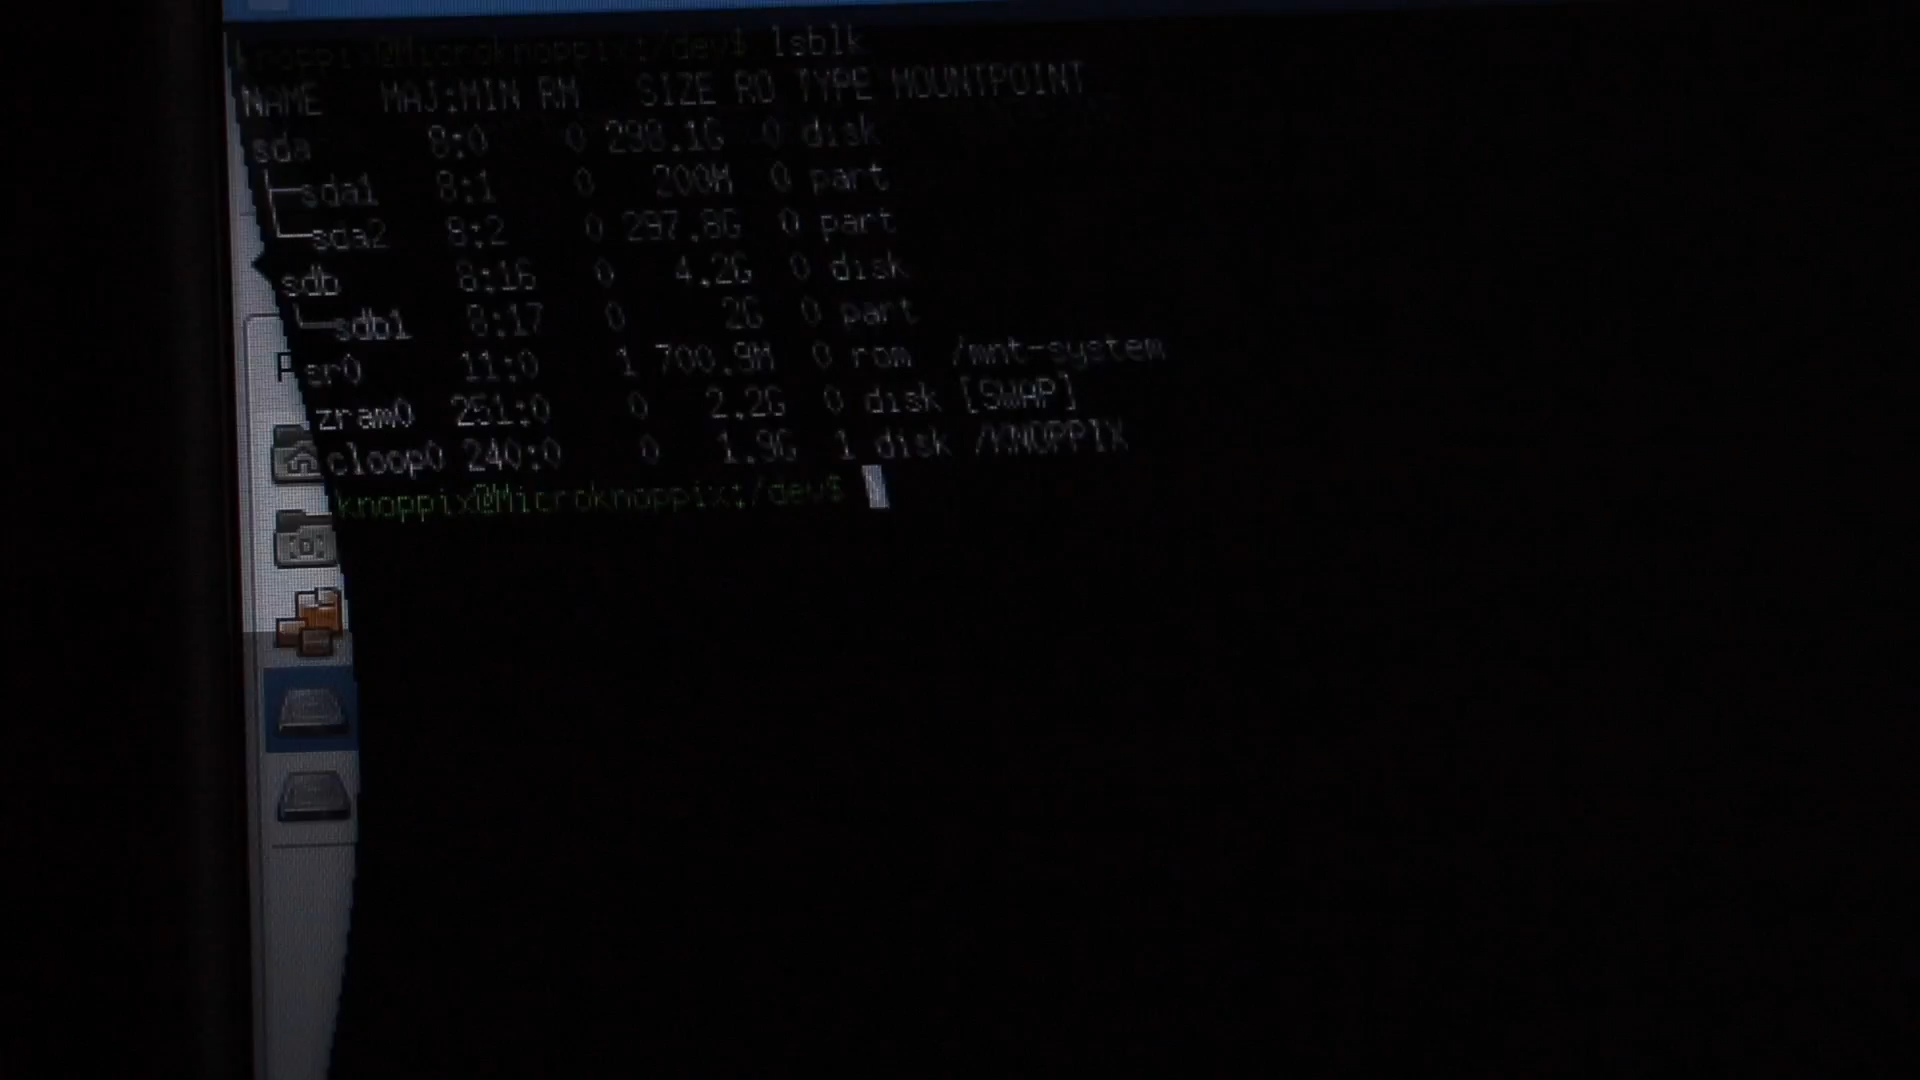 knoppix@Microknoppix:/dev$ lsblk
NAME MAJ:MIN RM SIZE RO TYPE MOUNTPOINT
sda 8:0 0 298.1G 0 disk
├─sda1 8:1 0 200M 0 part
└─sda2 8:2 0 297.8G 0 part
sdb 8:16 0 4.2G 0 disk
└─sdb1 8:17 0 2G 0 part
sr0 11:0 1 700.9M 0 rom /mnt-system
zram0 251:0 0 2.2G 0 disk [SWAP]
cloop0 240:0 0 1.9G 1 disk /KNOPPIX
knoppix@Microknoppix:/dev$